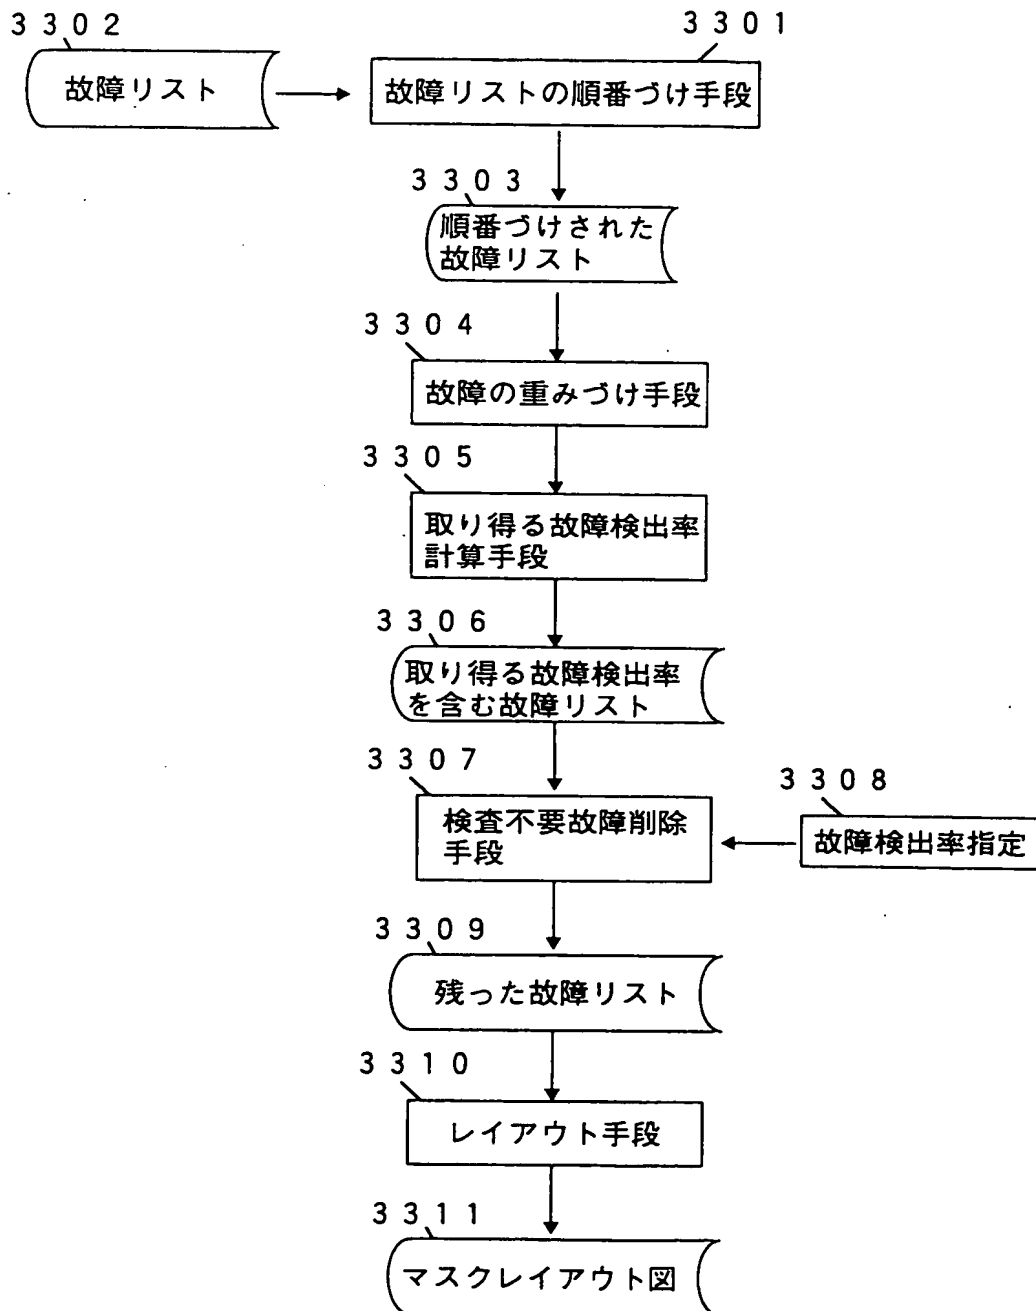 3302
3301
故障リスト
故障リストの順番づけ手段
3303
順番づけされた
故障リスト
3304
故障の重みづけ手段
3305
取り得る故障検出率
計算手段
3306
取り得る故障検出率
を含む故障リスト
3307
3308
検査不要故障削除
手段
故障検出率指定
3309
残った故障リスト
3310
レイアウト手段
3311
マスクレイアウト図